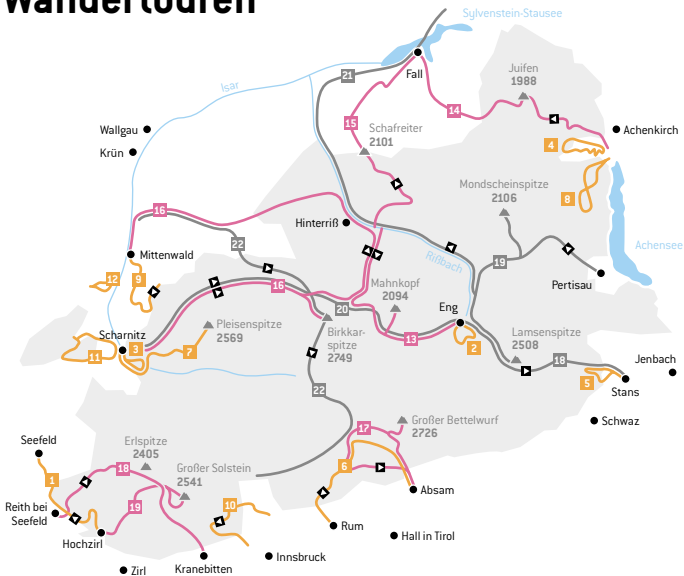 Wandertouren
Sylvenstein-Stausee
21
Isar
Fall
Juifen
1988
14
15
Schafreiter
2101
Wallgau
Krün
Achenkirch
4
8
Mondscheinspitze
2106
16
Hinterriß
22
Mittenwald
Rißbach
19
Achensee
12
9
16
Mahnkopf
2094
Pertisau
20
Eng
Pleisenspitze
2569
Birkkar-
spitze
2749
13
2
Lamsenspitze
2508
Scharnitz
3
7
11
18
5
Jenbach
Stans
22
Schwaz
17
Großer Bettelwurf
2726
Seefeld
Erlspitze
2405
18
Großer Solstein
2541
6
1
Absam
Reith bei
Seefeld
19
10
Hochzirl
Rum
Hall in Tirol
Innsbruck
Zirl
Kranebitten